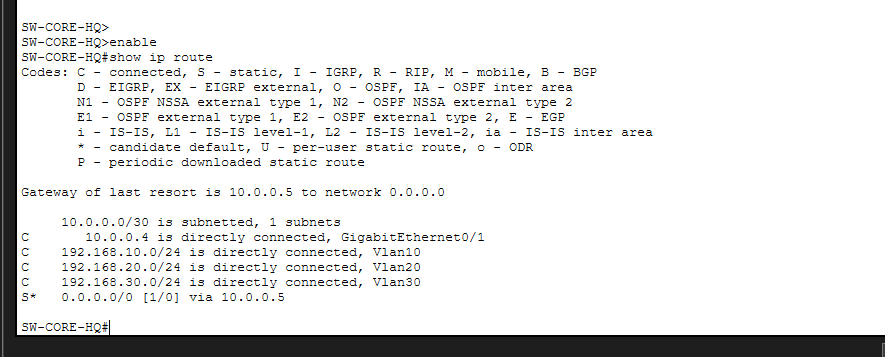 SW-CORE-HQ>
SW-CORE-HQ>enable
SW-CORE-HQ#show ip route
Codes: C - connected, S - static, I - IGRP, R - RIP, M - mobile, B - BGP
       D - EIGRP, EX - EIGRP external, O - OSPF, IA - OSPF inter area
       N1 - OSPF NSSA external type 1, N2 - OSPF NSSA external type 2
       E1 - OSPF external type 1, E2 - OSPF external type 2, E - EGP
       i - IS-IS, L1 - IS-IS level-1, L2 - IS-IS level-2, ia - IS-IS inter area
       * - candidate default, U - per-user static route, o - ODR
       P - periodic downloaded static route
Gateway of last resort is 10.0.0.5 to network 0.0.0.0
     10.0.0.0/30 is subnetted, 1 subnets
C       10.0.0.4 is directly connected, GigabitEthernet0/1
C    192.168.10.0/24 is directly connected, Vlan10
C    192.168.20.0/24 is directly connected, Vlan20
C    192.168.30.0/24 is directly connected, Vlan30
S*   0.0.0.0/0 [1/0] via 10.0.0.5
SW-CORE-HQ#